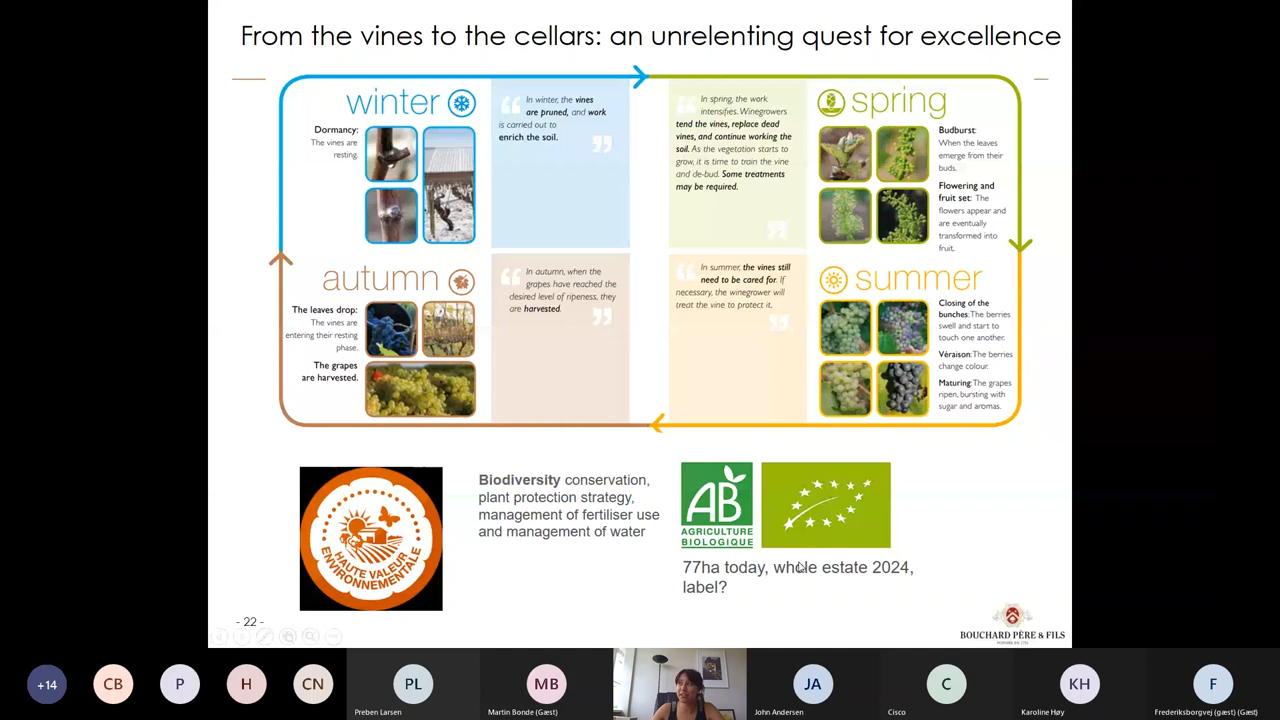 From the vines to the cellars: an unrelenting quest for excellence
winter
Dormancy:
The vines are
resting.
In winter, the vines
are pruned, and work
is carried out to
enrich the soil.
In spring, the work
intensifies. Winegrowers
tend the vines, replace dead
vines, and continue working the
soil. As the vegetation starts to
grow, it is time to train the vine
and de-bud. Some treatments
may be required.
spring
Budburst:
When the leaves
emerge from their
buds.
Flowering and
fruit set: The
flowers appear and
are eventually
transformed into
fruit.
autumn
The leaves drop:
The vines are
entering their resting
phase.
The grapes
are harvested.
In autumn, when the
grapes have reached the
desired level of ripeness, they
are harvested.
In summer, the vines still
need to be cared for. If
necessary, the winegrower will
treat the vine to protect it.
summer
Closing of the
bunches: The berries
swell and start to
touch one another.
Véraison: The berries
change colour.
Maturing: The grapes
ripen, bursting with
sugar and aromas.
HAUTE VALEUR
ENVIRONNEMENTALE
Biodiversity conservation,
plant protection strategy,
management of fertiliser use
and management of water
AB
AGRICULTURE
BIOLOGIQUE
77ha today, whole estate 2024,
label?
- 22 -
BOUCHARD PÈRE & FILS
+14
CB
P
H
CN
PL
Preben Larsen
MB
Martin Bonde (Gæst)
JA
John Andersen
C
Cisco
KH
Karoline Høy
F
Frederiksborgvej (gæst) (Gæst)